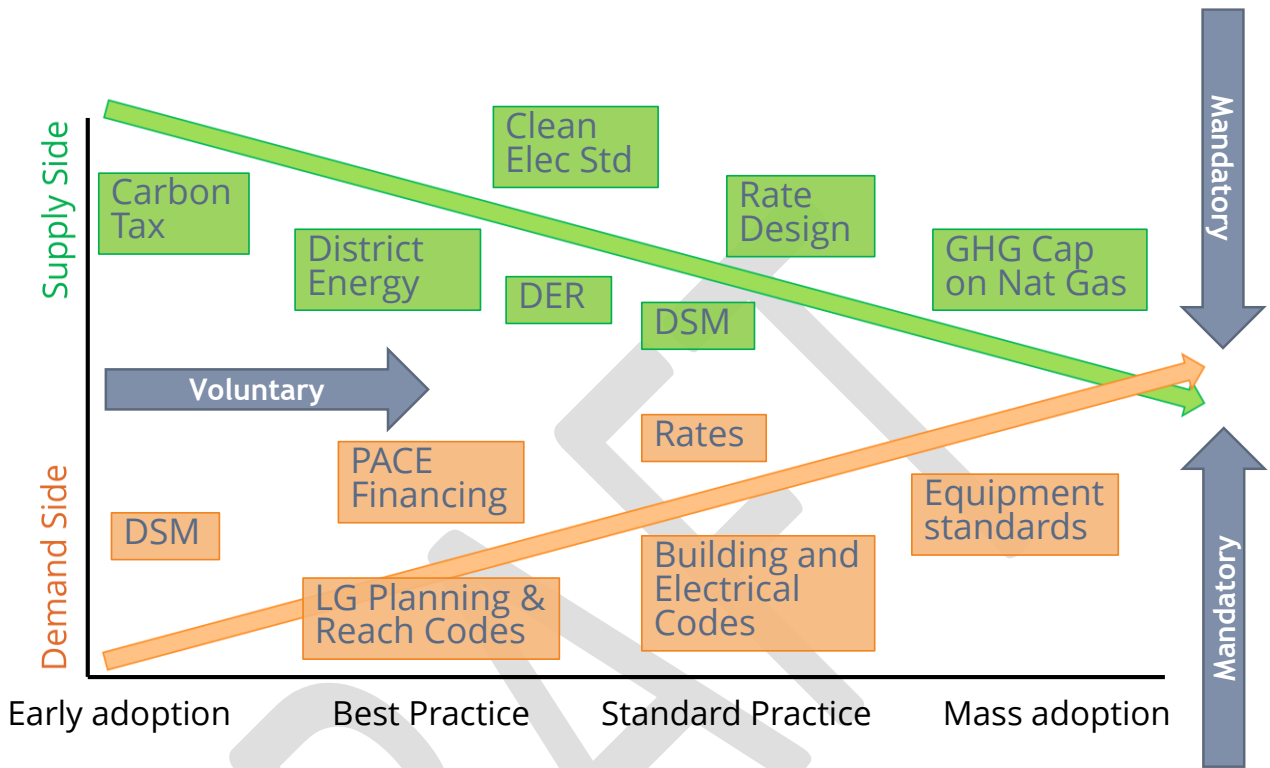 Supply Side
Demand Side
Carbon
Tax
District
Energy
Clean
Elec Std
DER
DSM
Rate
Design
GHG Cap
on Nat Gas
Mandatory
Voluntary
DSM
PACE
Financing
LG Planning &
Reach Codes
Rates
Building and
Electrical
Codes
Equipment
standards
Mandatory
Early adoption
Best Practice
Standard Practice
Mass adoption
DRAFT